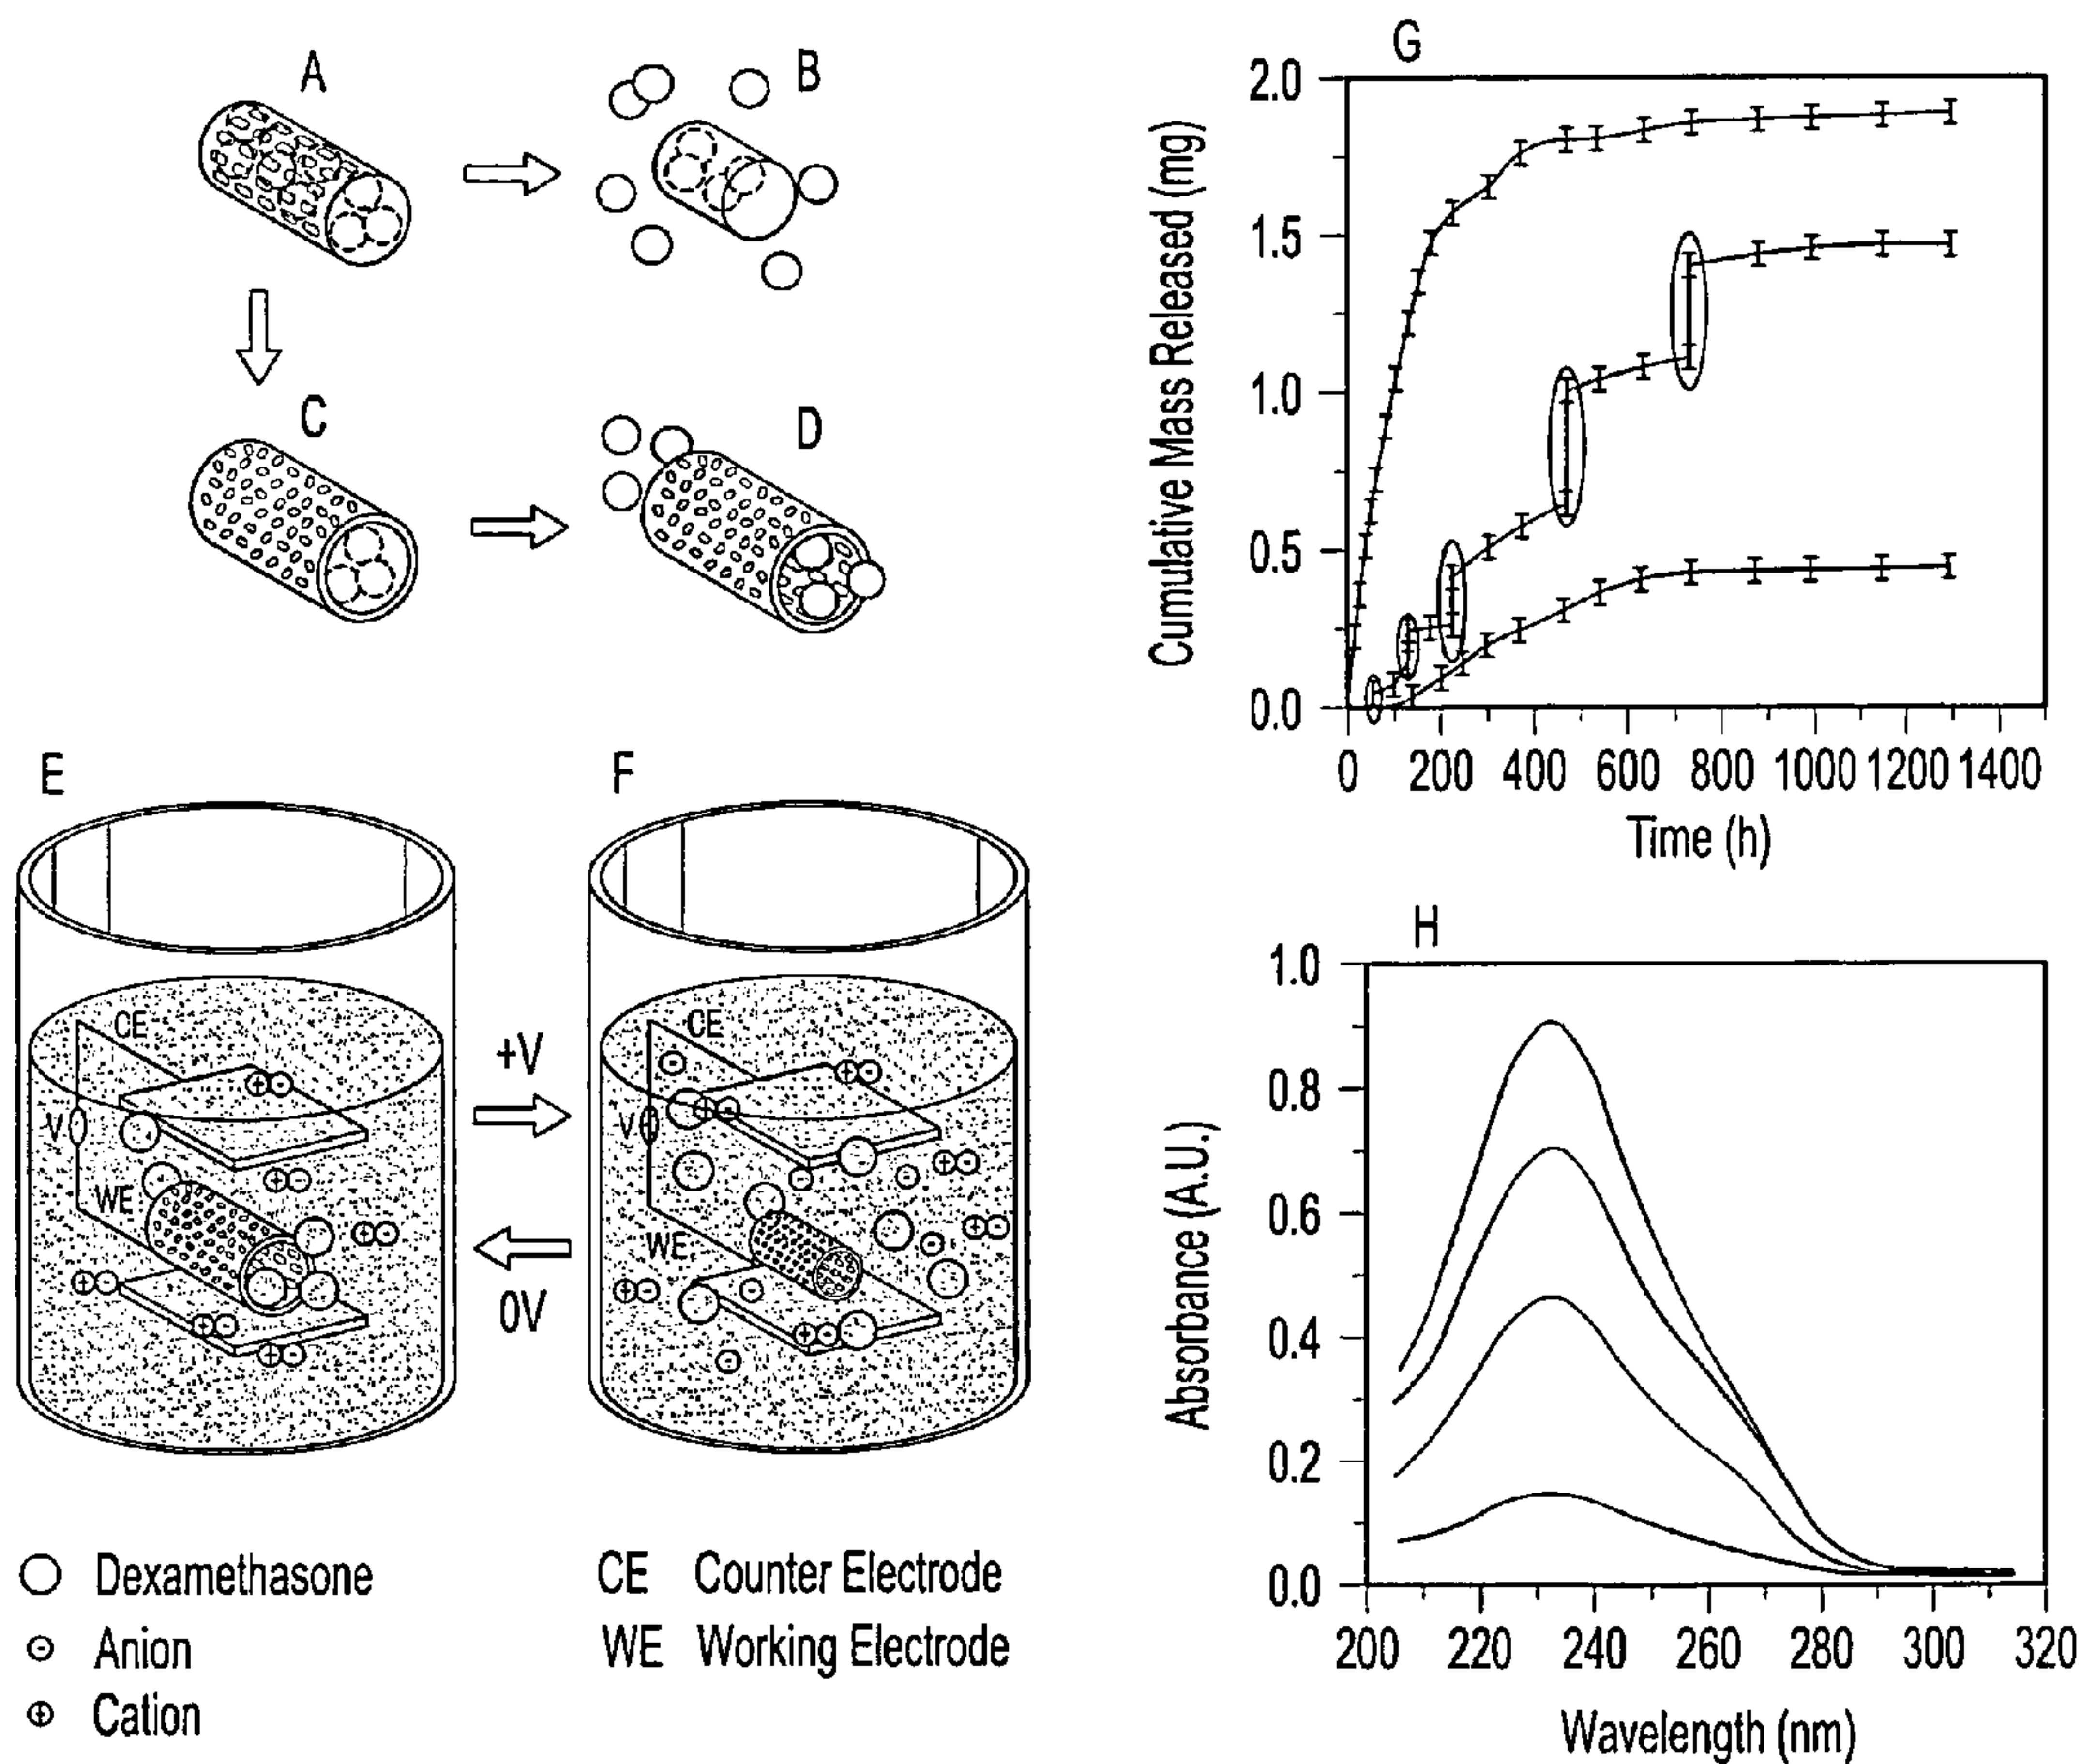 A
B
C
D
E
F
CE
V
WE
+V
0V
CE
V
WE
Dexamethasone
Anion
Cation
CE Counter Electrode
WE Working Electrode
G
Cumulative Mass Released (mg)
2.0
1.5
1.0
0.5
0.0
0 200 400 600 800 1000 1200 1400
Time (h)
H
Absorbance (A.U.)
1.0
0.8
0.6
0.4
0.2
0.0
200 220 240 260 280 300 320
Wavelength (nm)